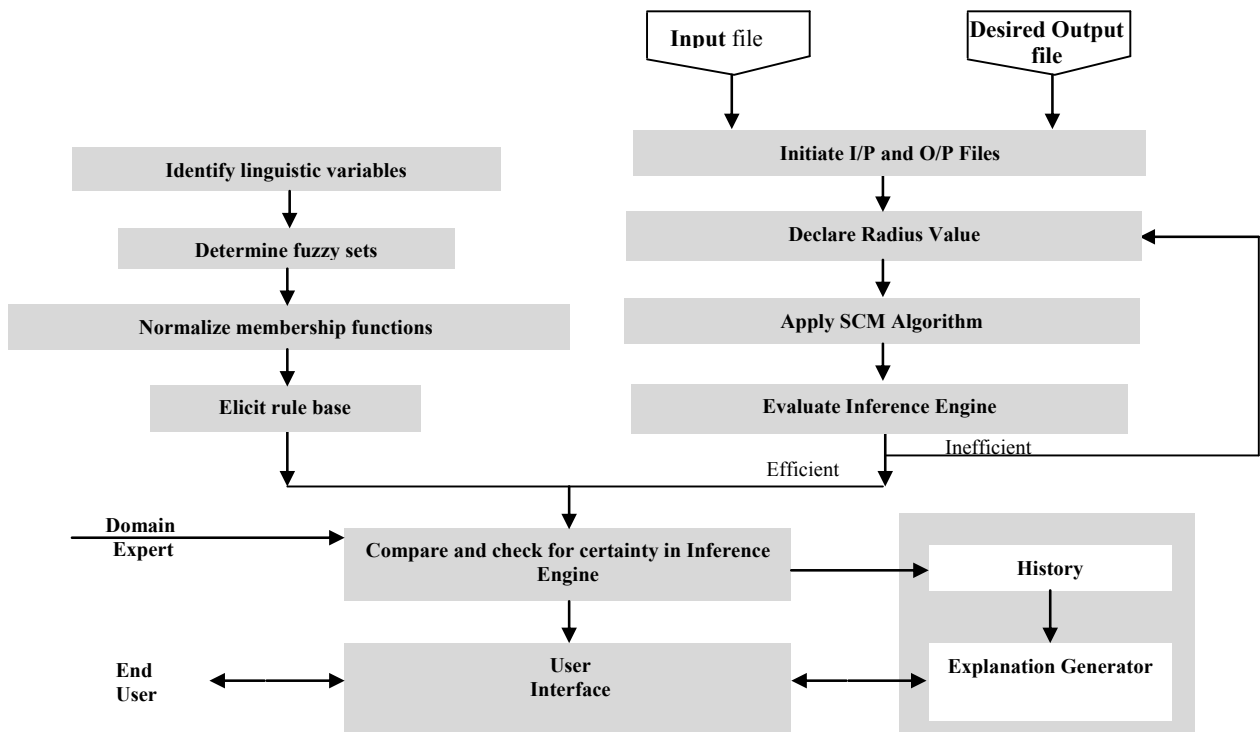 Input file
Desired Output
file
Initiate I/P and O/P Files
Identify linguistic variables
Declare Radius Value
Determine fuzzy sets
Normalize membership functions
Apply SCM Algorithm
Elicit rule base
Evaluate Inference Engine
Inefficient
Efficient
Domain
Expert
Compare and check for certainty in Inference
Engine
History
End
User
User
Interface
Explanation Generator